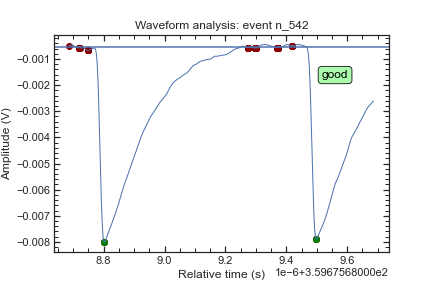 Waveform analysis: event n_542
−0.001
−0.002
−0.003
−0.004
−0.005
−0.006
−0.007
−0.008
Amplitude (V)
good
8.8
9.0
9.2
9.4
9.6
Relative time (s)
1e−6+3.5967568000e2